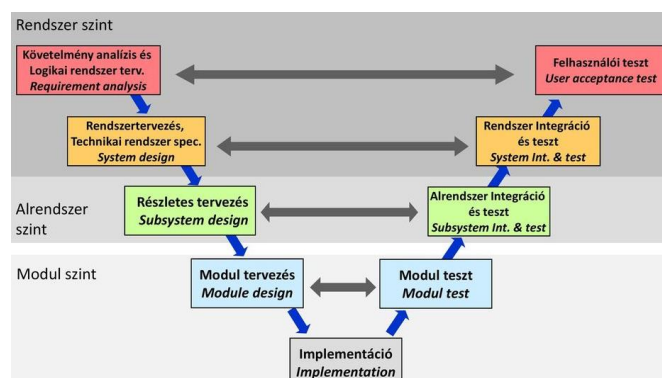 Rendszer szint
Követelmény analízis és
Logikai rendszer terv.
Requirement analysis
Felhasználói teszt
User acceptance test
Rendszertervezés,
Technikai rendszer spec.
System design
Rendszer Integráció
és teszt
System Int. & test
Alrendszer
szint
Részletes tervezés
Subsystem design
Alrendszer Integráció
és teszt
Subsystem Int. & test
Modul szint
Modul tervezés
Module design
Modul teszt
Modul test
Implementáció
Implementation